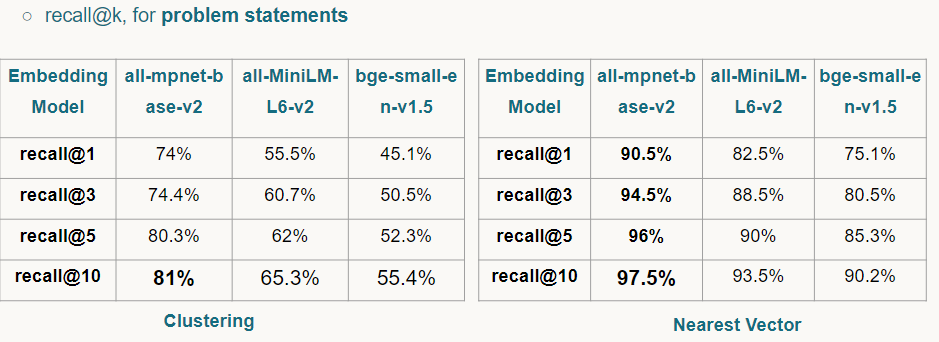 recall@k, for problem statements
Embedding Model all-mpnet-base-v2 all-MiniLM-L6-v2 bge-small-en-v1.5
recall@1 74% 55.5% 45.1%
recall@3 74.4% 60.7% 50.5%
recall@5 80.3% 62% 52.3%
recall@10 81% 65.3% 55.4%
Clustering
Embedding Model all-mpnet-base-v2 all-MiniLM-L6-v2 bge-small-en-v1.5
recall@1 90.5% 82.5% 75.1%
recall@3 94.5% 88.5% 80.5%
recall@5 96% 90% 85.3%
recall@10 97.5% 93.5% 90.2%
Nearest Vector